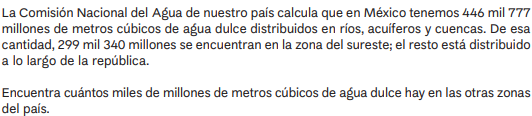 La Comisión Nacional del Agua de nuestro país calcula que en México tenemos 446 mil 777
millones de metros cúbicos de agua dulce distribuidos en ríos, acuíferos y cuencas. De esa
cantidad, 299 mil 340 millones se encuentran en la zona del sureste; el resto está distribuido
a lo largo de la república.
Encuentra cuántos miles de millones de metros cúbicos de agua dulce hay en las otras zonas
del país.